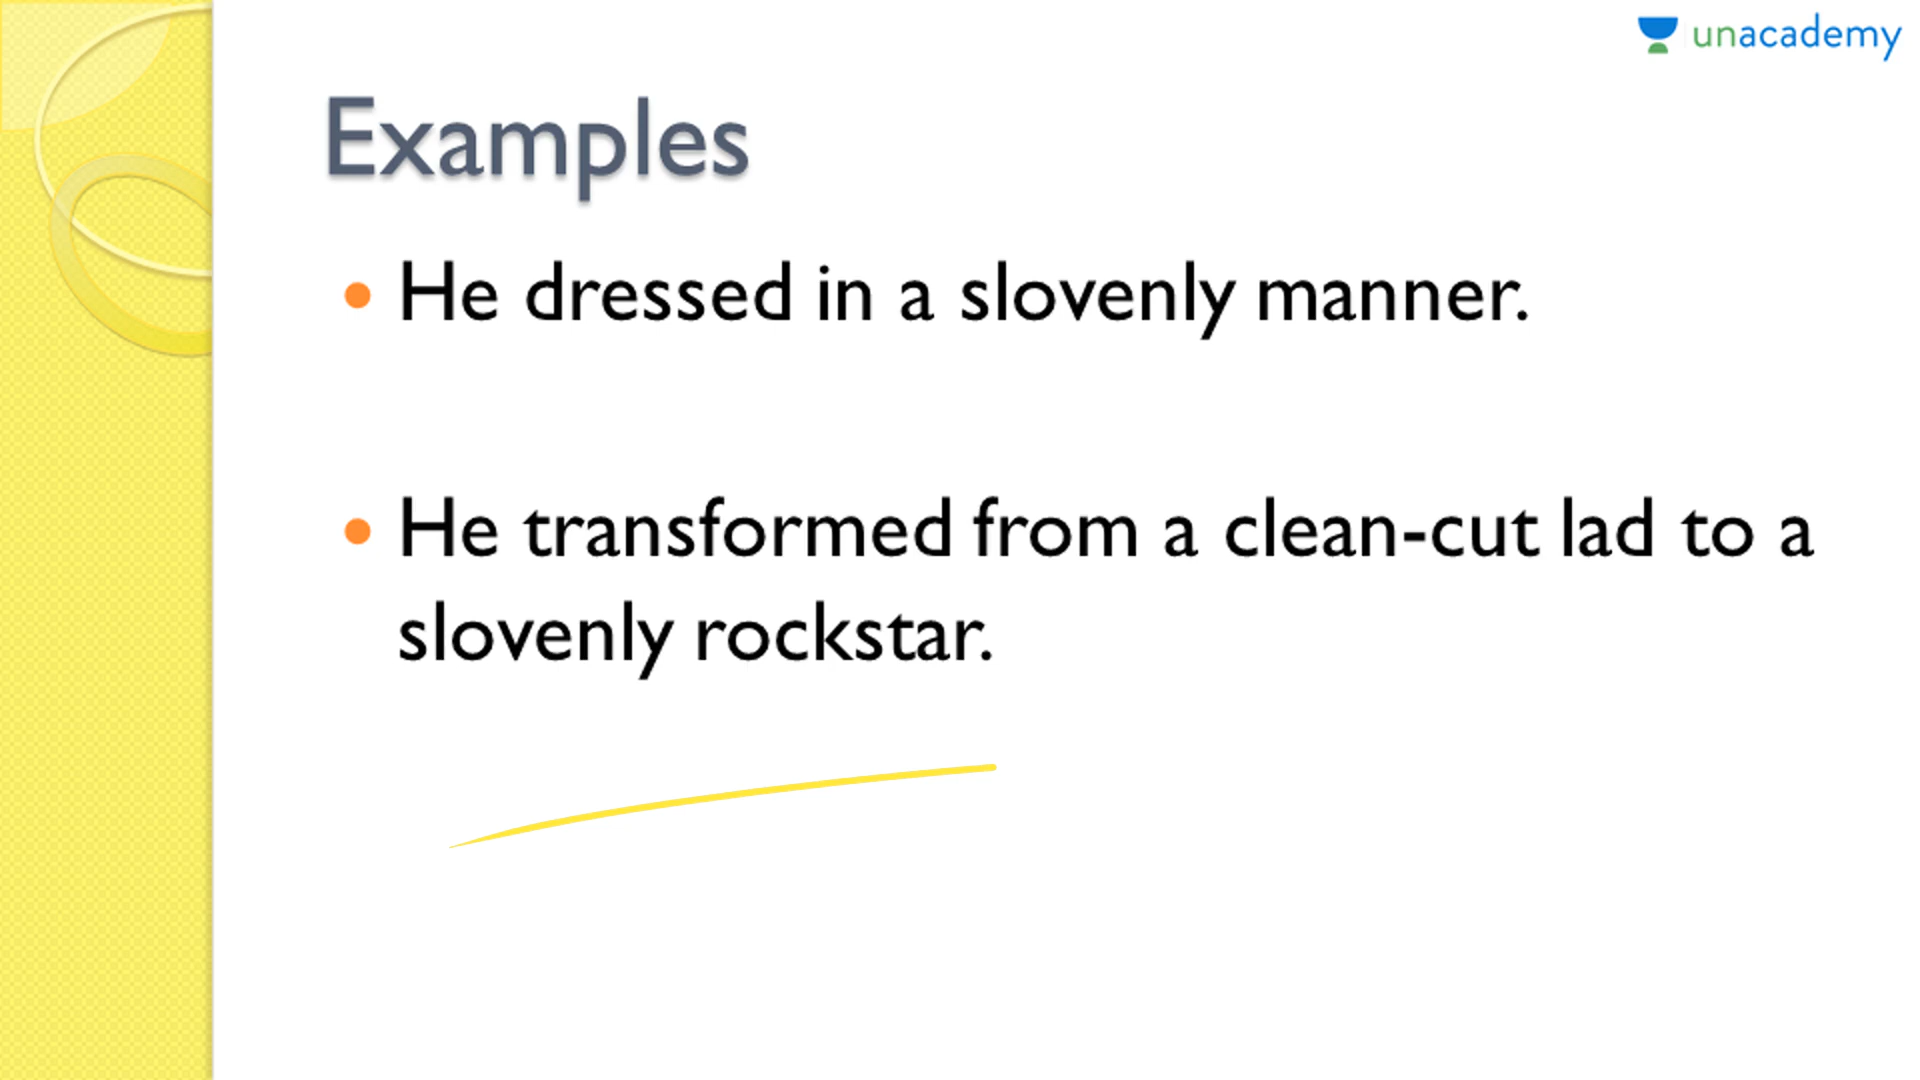 unacademy
Examples
• He dressed in a slovenly manner.
• He transformed from a clean-cut lad to a
slovenly rockstar.